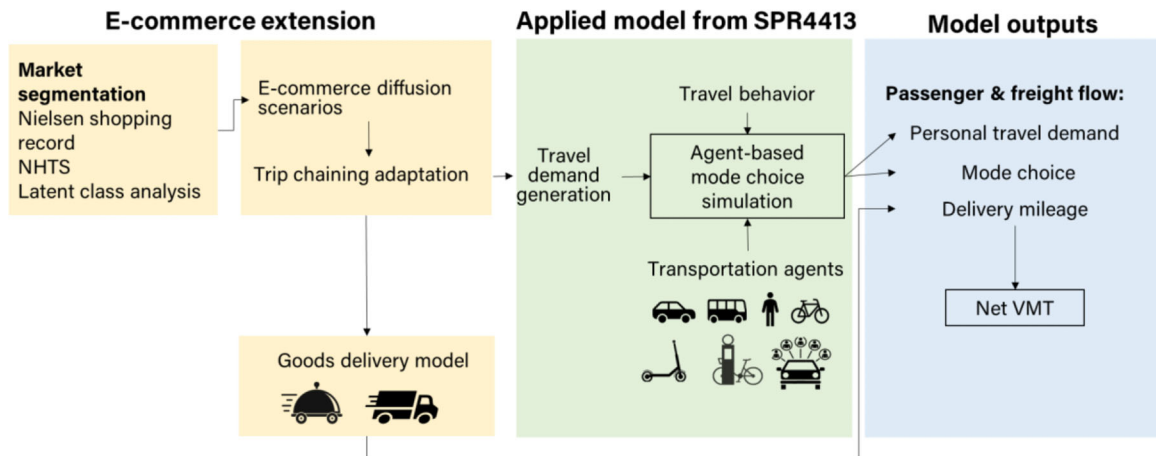 E-commerce extension
Applied model from SPR4413
Model outputs
Market
segmentation
Nielsen shopping
record
NHTS
Latent class analysis
E-commerce diffusion
scenarios
Trip chaining adaptation
Goods delivery model
Travel
demand
generation
Travel behavior
Agent-based
mode choice
simulation
Transportation agents
Passenger & freight flow:
Personal travel demand
Mode choice
Delivery mileage
Net VMT